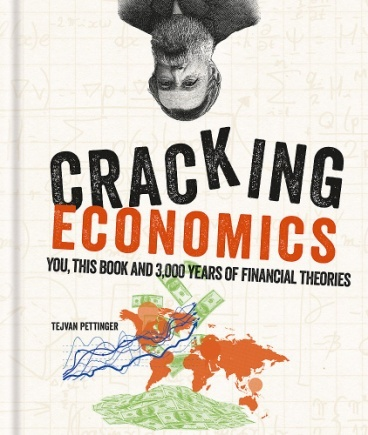 CRACKING
ECONOMICS
YOU, THIS BOOK AND 3,000 YEARS OF FINANCIAL THEORIES
TEJVAN PETTINGER